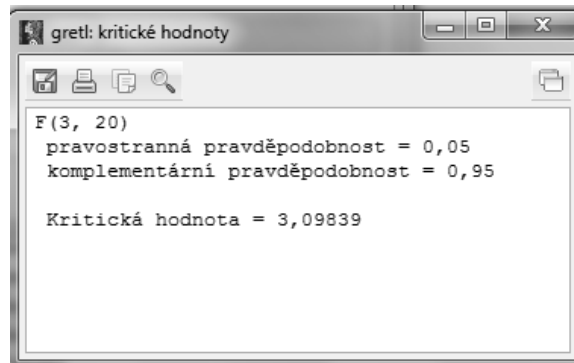 gretl: kritické hodnoty
F(3, 20)
pravostranná pravděpodobnost = 0,05
komplementární pravděpodobnost = 0,95
Kritická hodnota = 3,09839